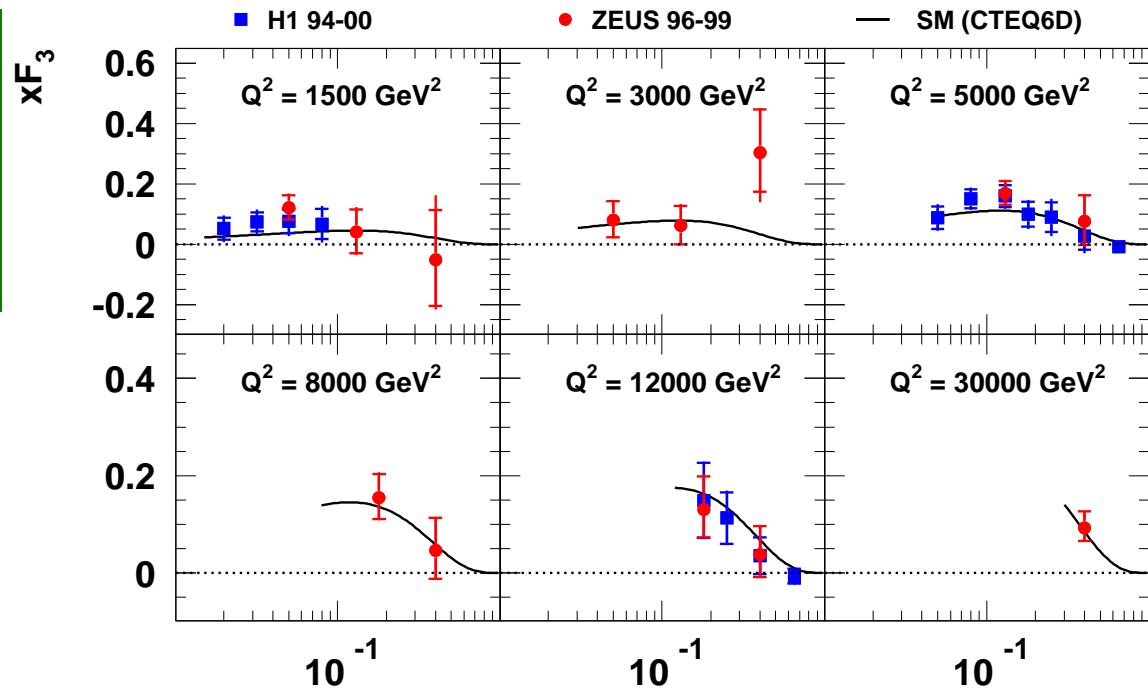 H1 94-00 ZEUS 96-99 SM (CTEQ6D)
xF₃
Q² = 1500 GeV² Q² = 3000 GeV² Q² = 5000 GeV²
0.6
0.4
0.2
0
-0.2
Q² = 8000 GeV² Q² = 12000 GeV² Q² = 30000 GeV²
0.4
0.2
0
10⁻¹ 10⁻¹ 10⁻¹